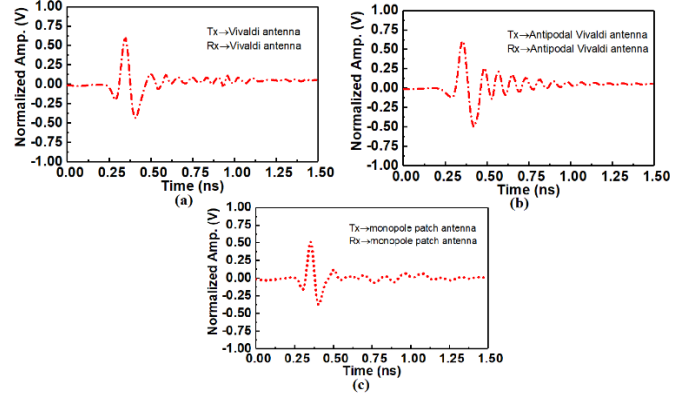 Normalized Amp. (V)
1.00
0.75
0.50
0.25
0.00
-0.25
-0.50
-0.75
-1.00
Tx→Vivaldi antenna
Rx→Vivaldi antenna
0.00 0.25 0.50 0.75 1.00 1.25 1.50
Time (ns)
(a)
Normalized Amp. (V)
1.00
0.75
0.50
0.25
0.00
-0.25
-0.50
-0.75
-1.00
Tx→Antipodal Vivaldi antenna
Rx→Antipodal Vivaldi antenna
0.00 0.25 0.50 0.75 1.00 1.25 1.50
Time (ns)
(b)
Normalized Amp. (V)
1.00
0.75
0.50
0.25
0.00
-0.25
-0.50
-0.75
-1.00
Tx→monopole patch antenna
Rx→monopole patch antenna
0.00 0.25 0.50 0.75 1.00 1.25 1.50
Time (ns)
(c)